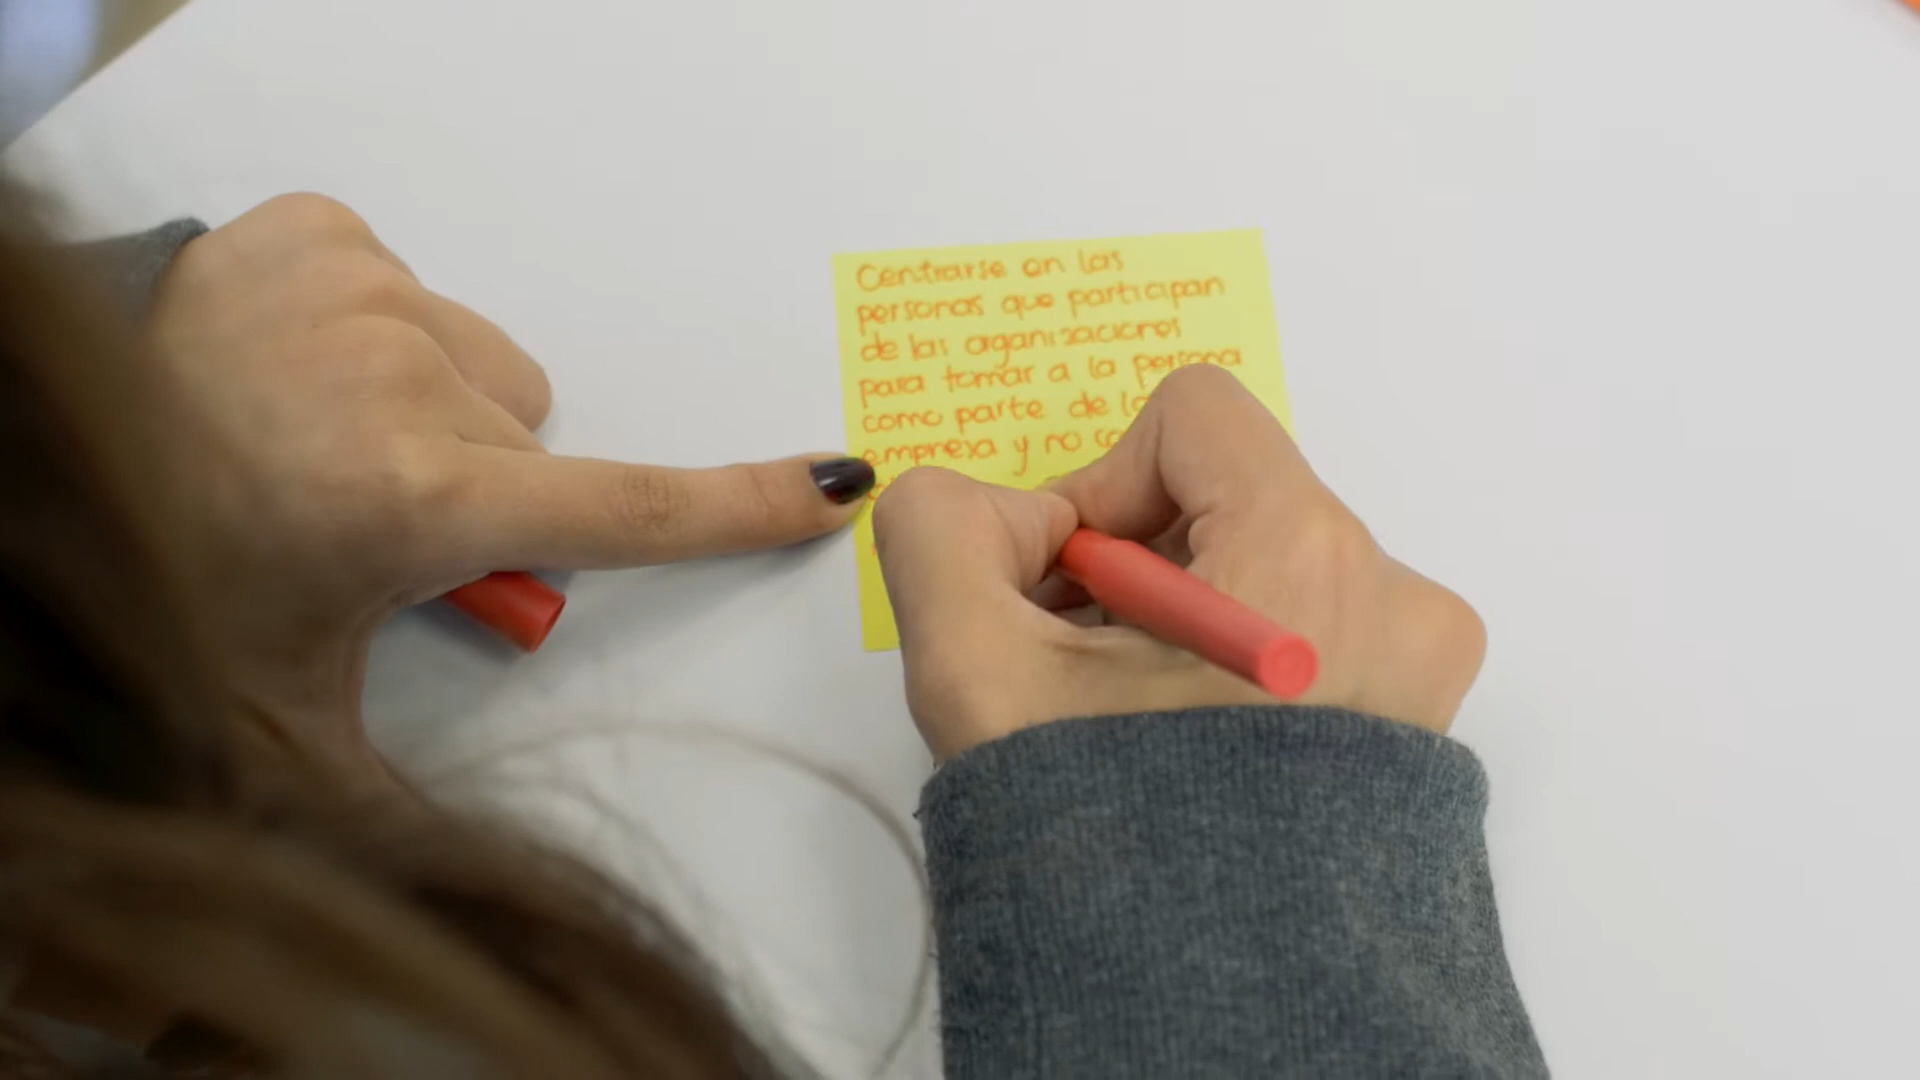 Centrarse en las
personas que participan
de las organizaciones
para tomar a la persona
como parte de la
empresa y no